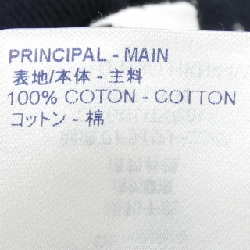 PRINCIPAL - MAIN
表地/本体 - 主料
100% COTON - COTTON
コットン - 棉